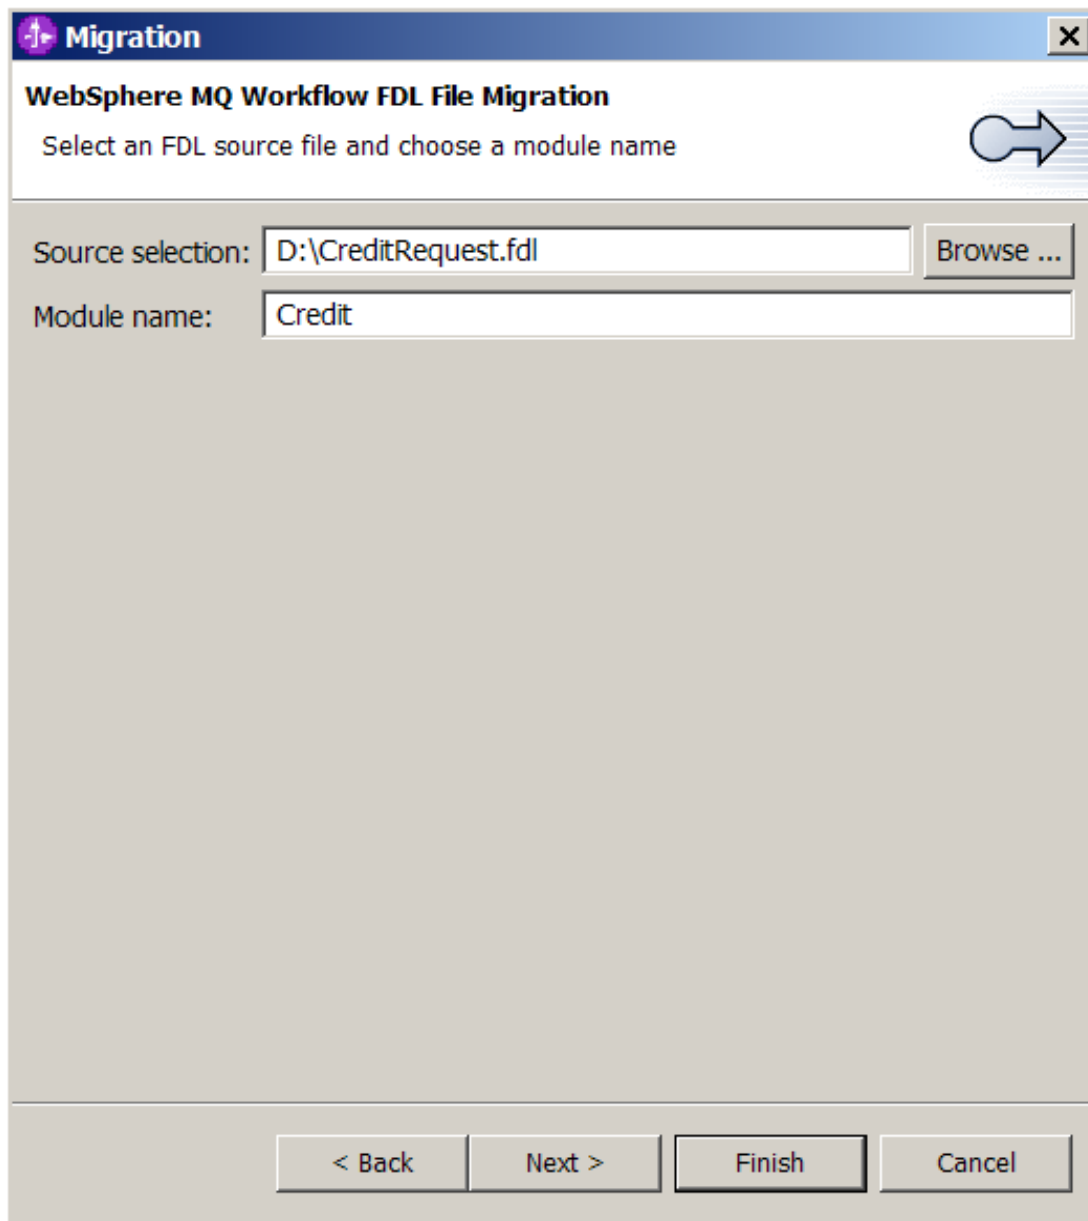 Migration
WebSphere MQ Workflow FDL File Migration
Select an FDL source file and choose a module name
Source selection: D:\CreditRequest.fdl Browse ...
Module name: Credit
< Back Next > Finish Cancel